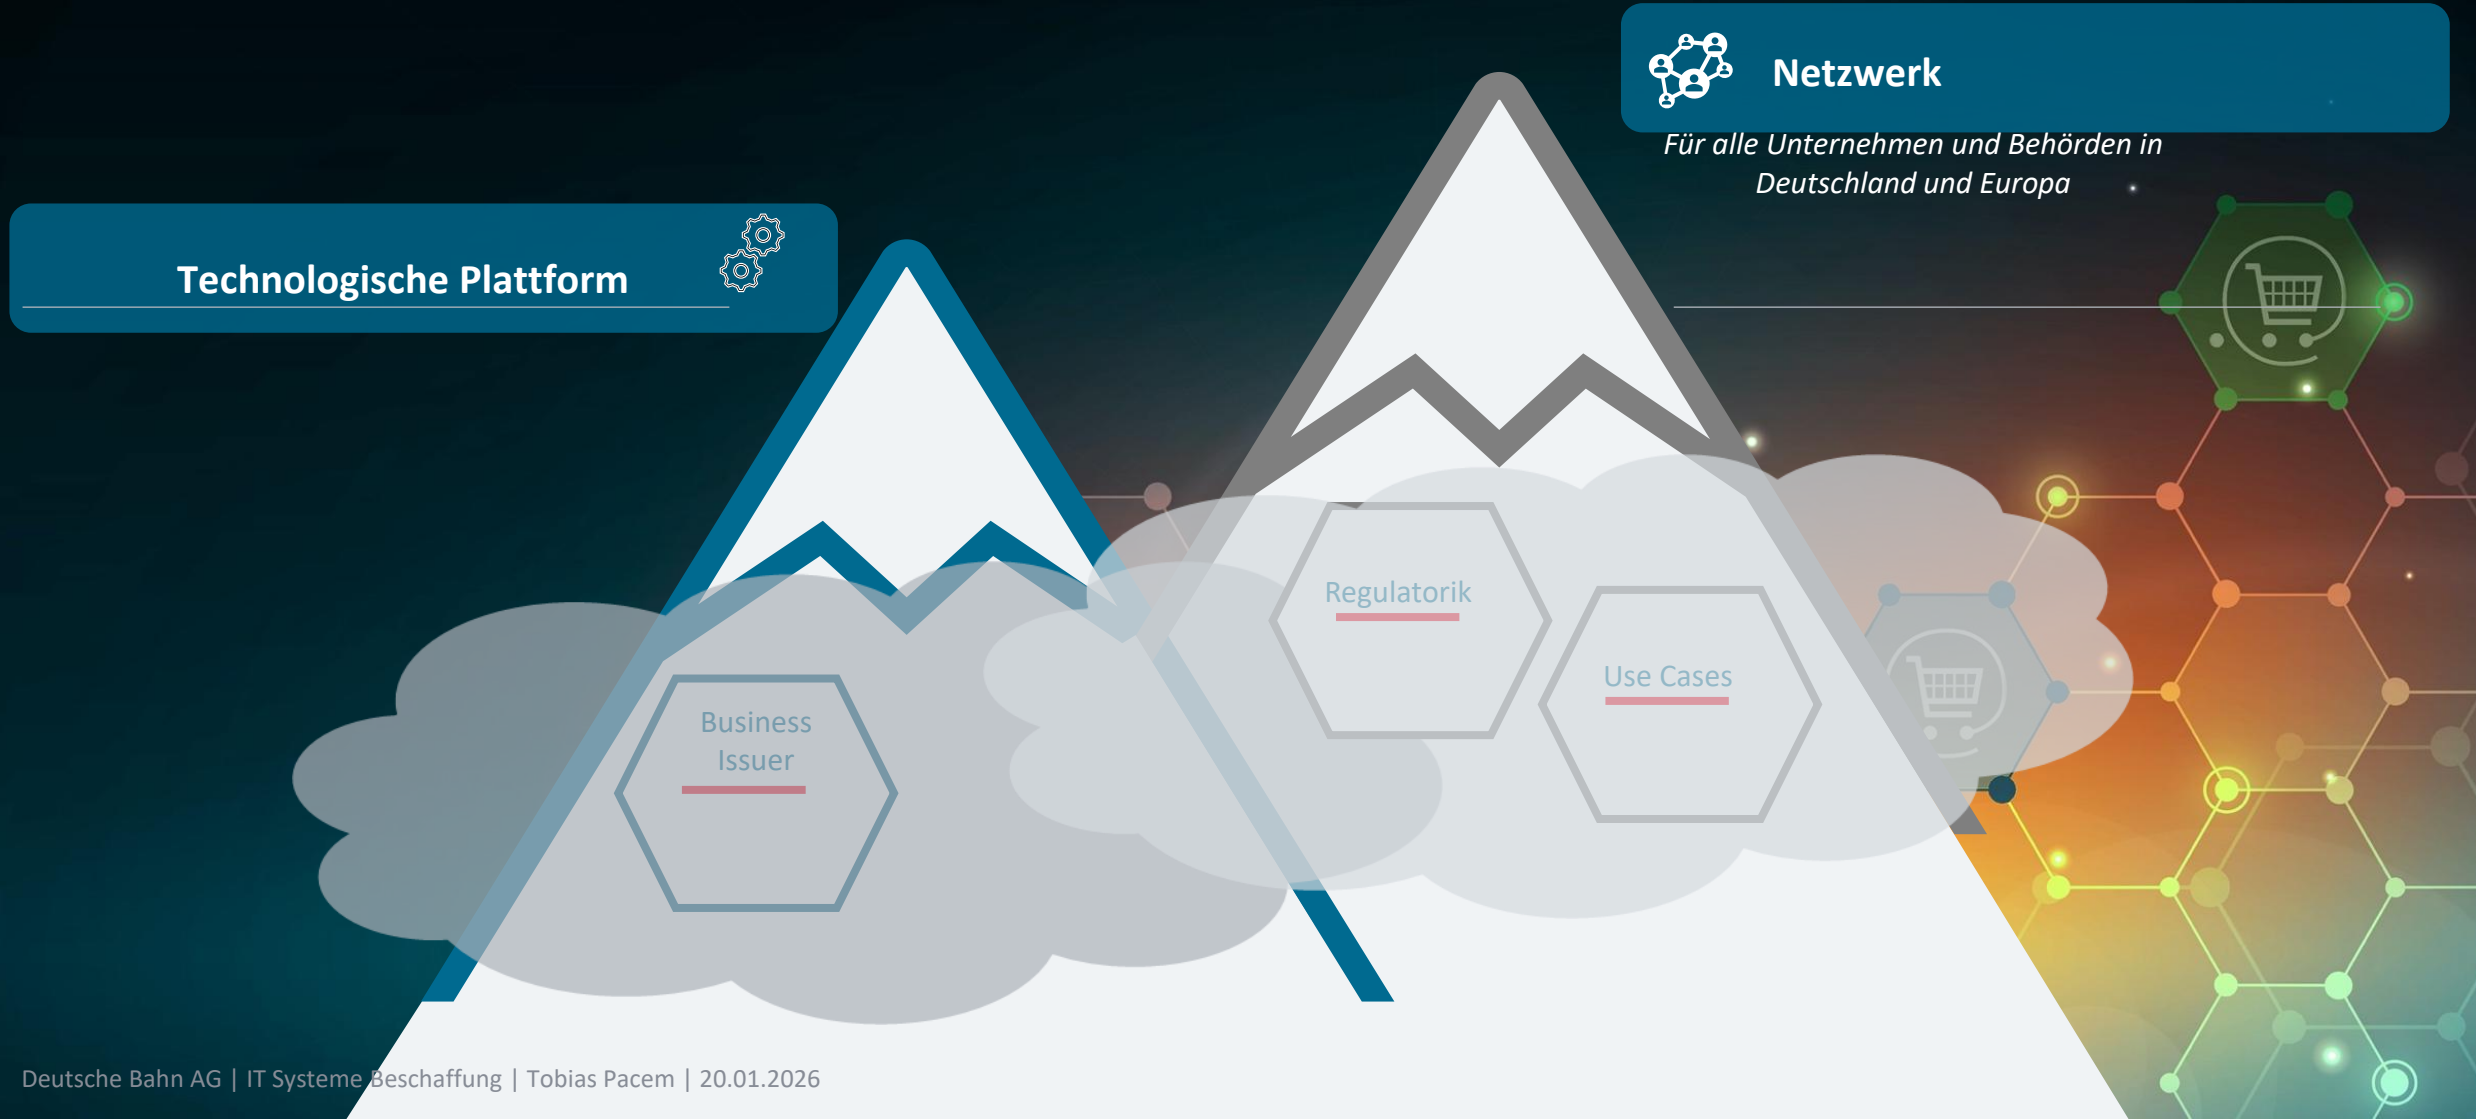 Netzwerk
Für alle Unternehmen und Behörden in
Deutschland und Europa
Technologische Plattform
Regulatorik
Use Cases
Business
Issuer
Deutsche Bahn AG | IT Systeme Beschaffung | Tobias Pacem | 20.01.2026